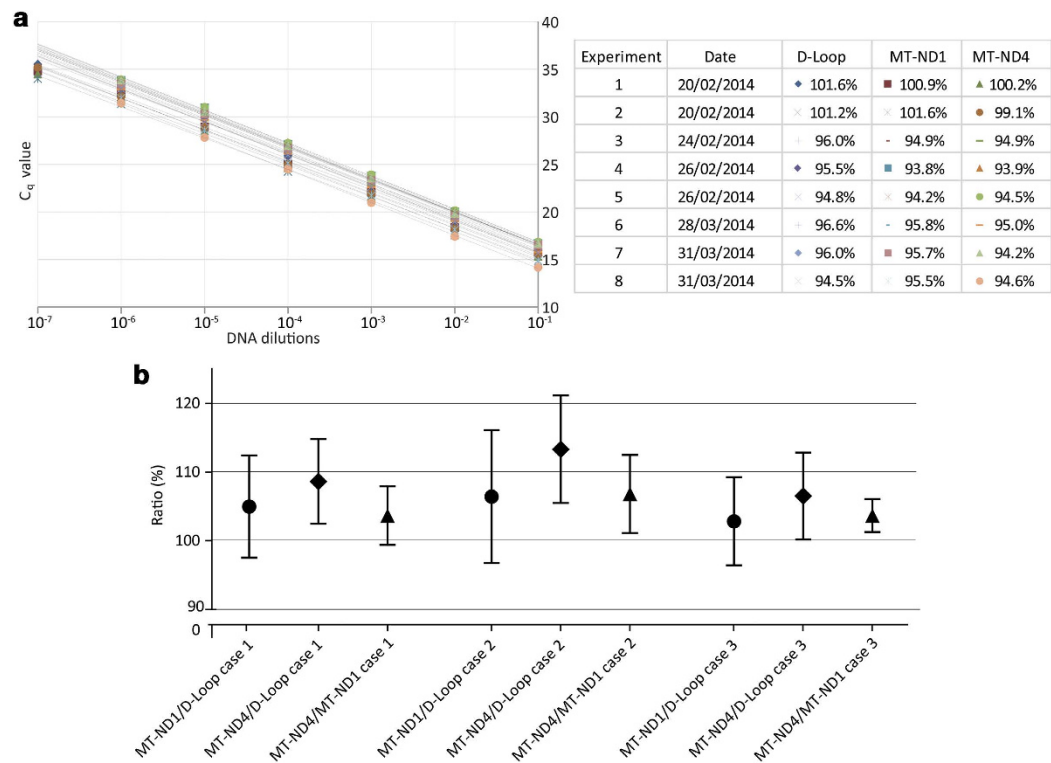 a
40
35
30
25
20
15
10
40
35
30
25
20
15
10
Cq value
10-7 10-6 10-5 10-4 10-3 10-2 10-1
DNA dilutions
Experiment Date D-Loop MT-ND1 MT-ND4
1 20/02/2014 101.6% 100.9% 100.2%
2 20/02/2014 101.2% 101.6% 99.1%
3 24/02/2014 96.0% 94.9% 94.9%
4 26/02/2014 95.5% 93.8% 93.9%
5 26/02/2014 94.8% 94.2% 94.5%
6 28/03/2014 96.6% 95.8% 95.0%
7 31/03/2014 96.0% 95.7% 94.2%
8 31/03/2014 94.5% 95.5% 94.6%
b
120
110
100
90
0
Ratio (%)
MT-ND1/D-Loop case 1
MT-ND4/D-Loop case 1
MT-ND4/MT-ND1 case 1
MT-ND1/D-Loop case 2
MT-ND4/D-Loop case 2
MT-ND4/MT-ND1 case 2
MT-ND1/D-Loop case 3
MT-ND4/D-Loop case 3
MT-ND4/MT-ND1 case 3